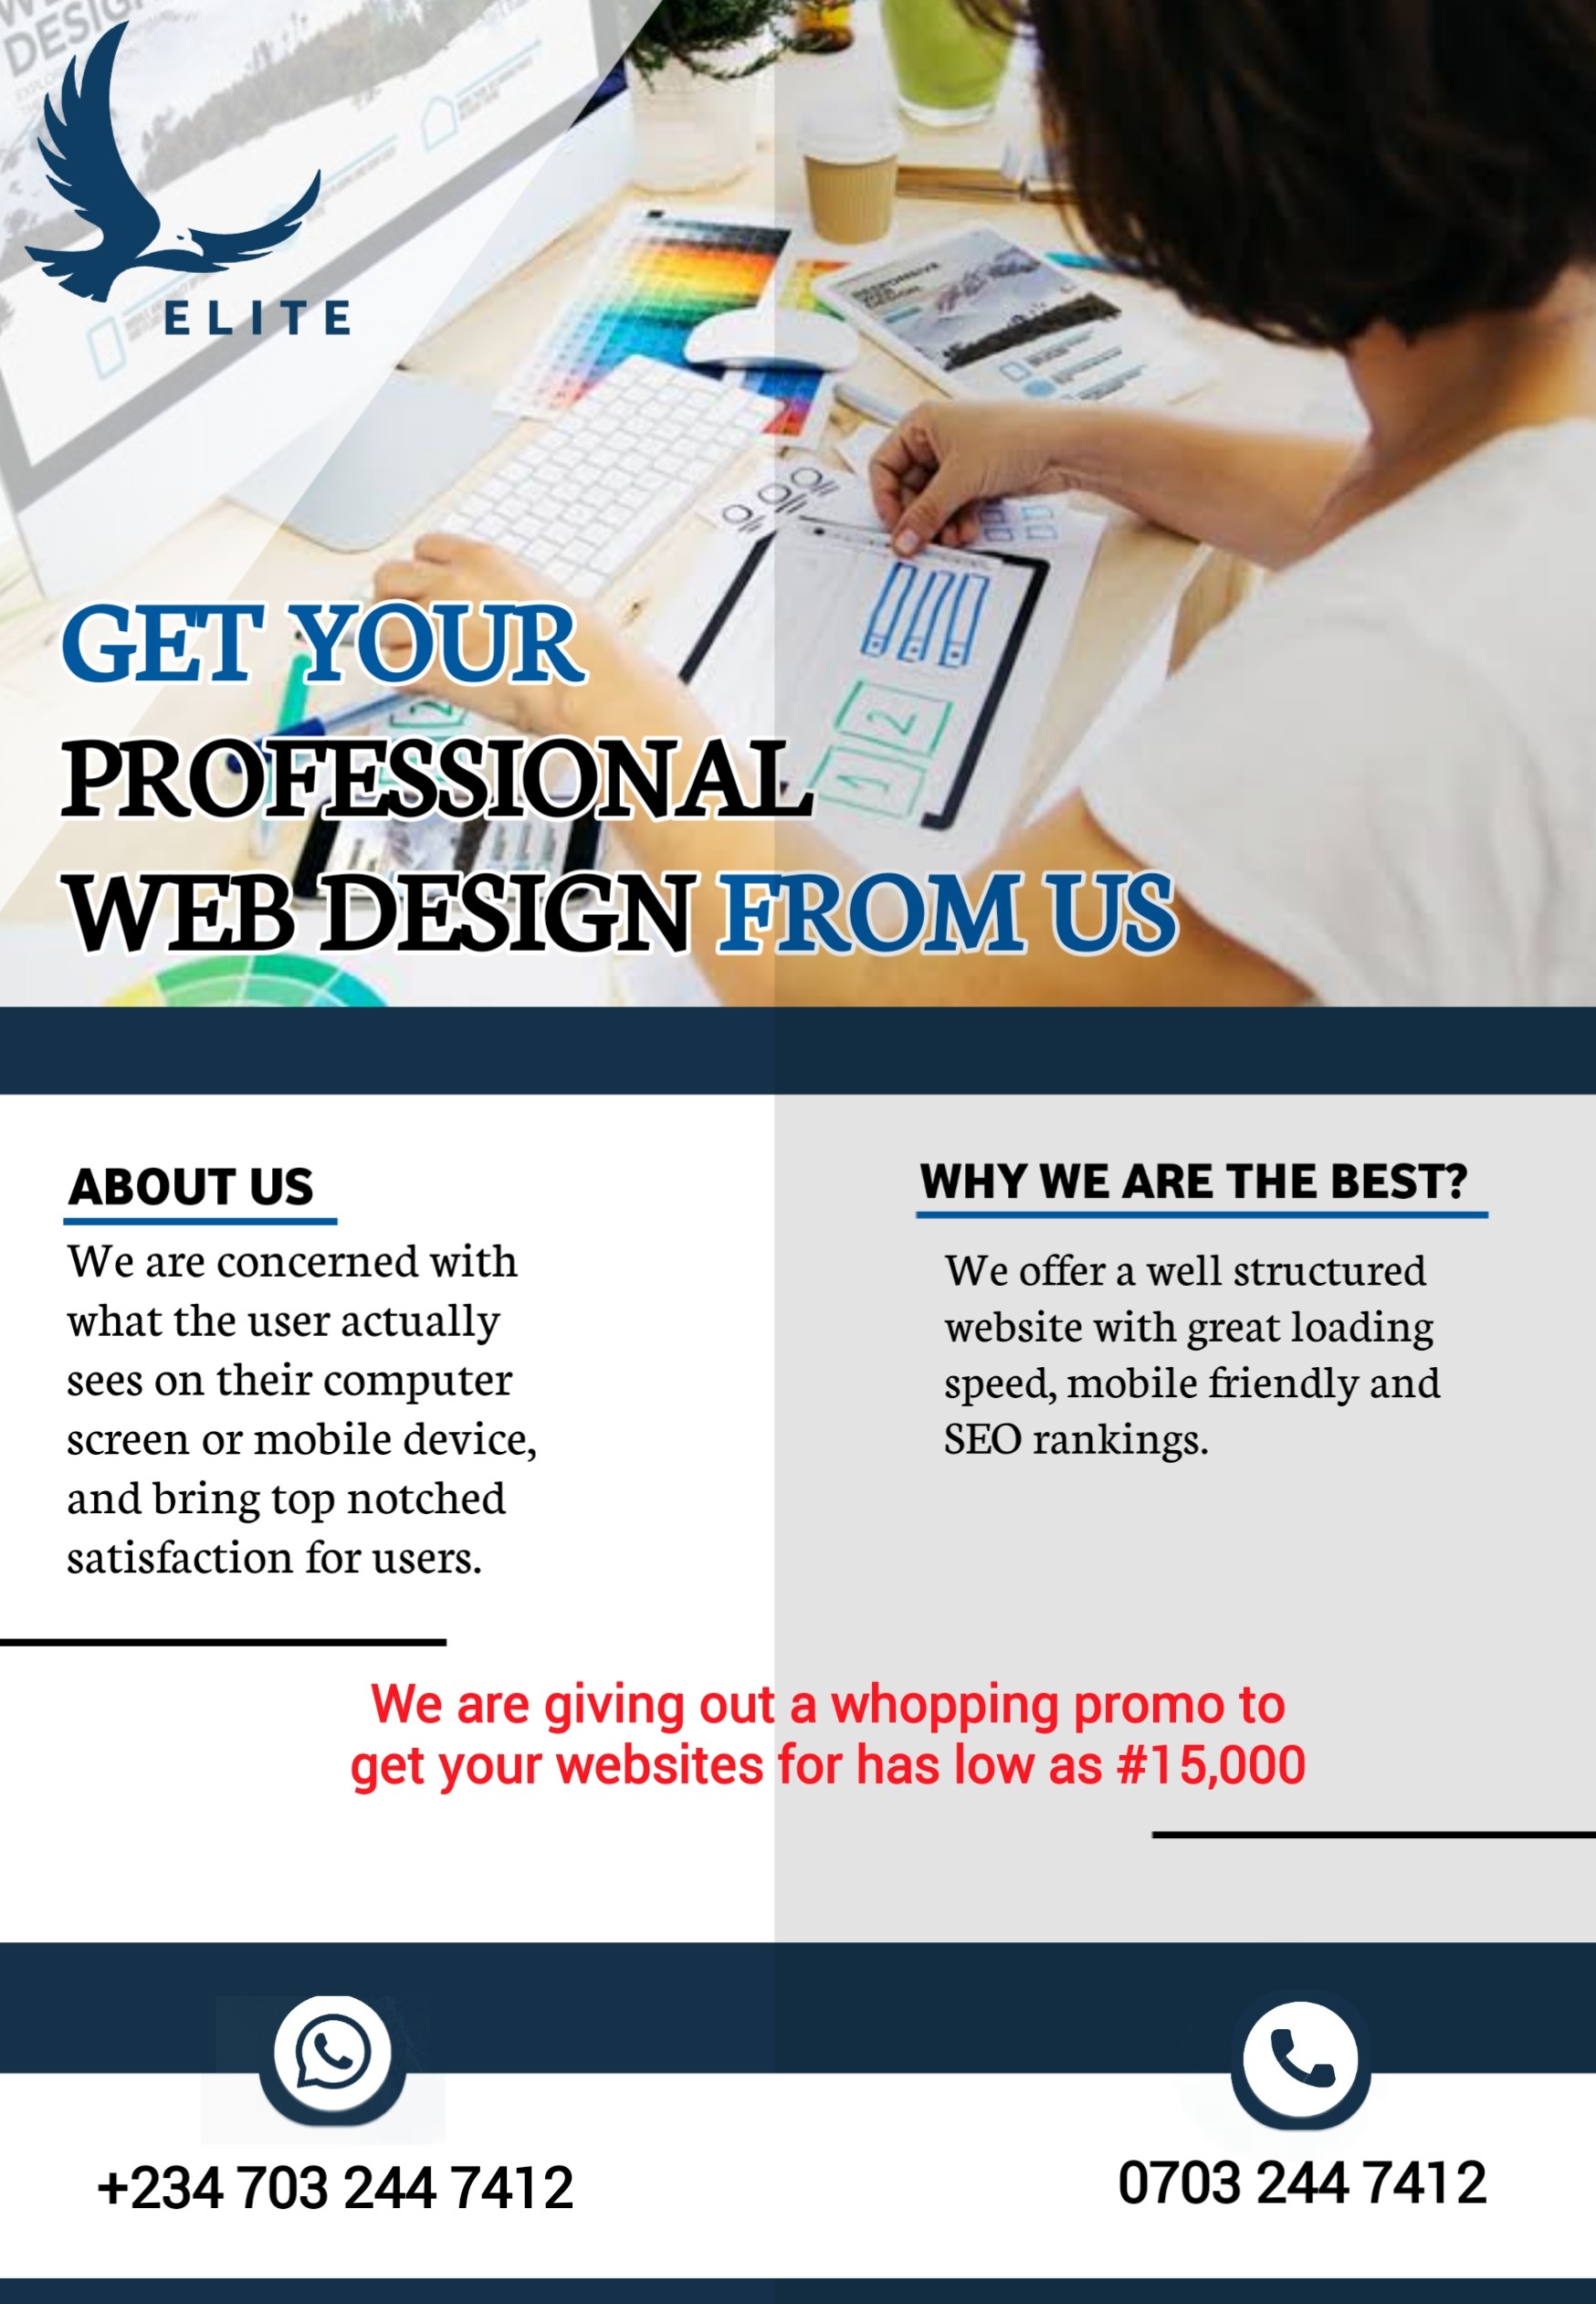 DESIGN
ELITE
RESPONSIVE
GET YOUR
PROFESSIONAL
WEB DESIGN FROM US
ABOUT US
We are concerned with
what the user actually
sees on their computer
screen or mobile device,
and bring top notched
satisfaction for users.
WHY WE ARE THE BEST?
We offer a well structured
website with great loading
speed, mobile friendly and
SEO rankings.
We are giving out a whopping promo to
get your websites for has low as #15,000
+234 703 244 7412
0703 244 7412